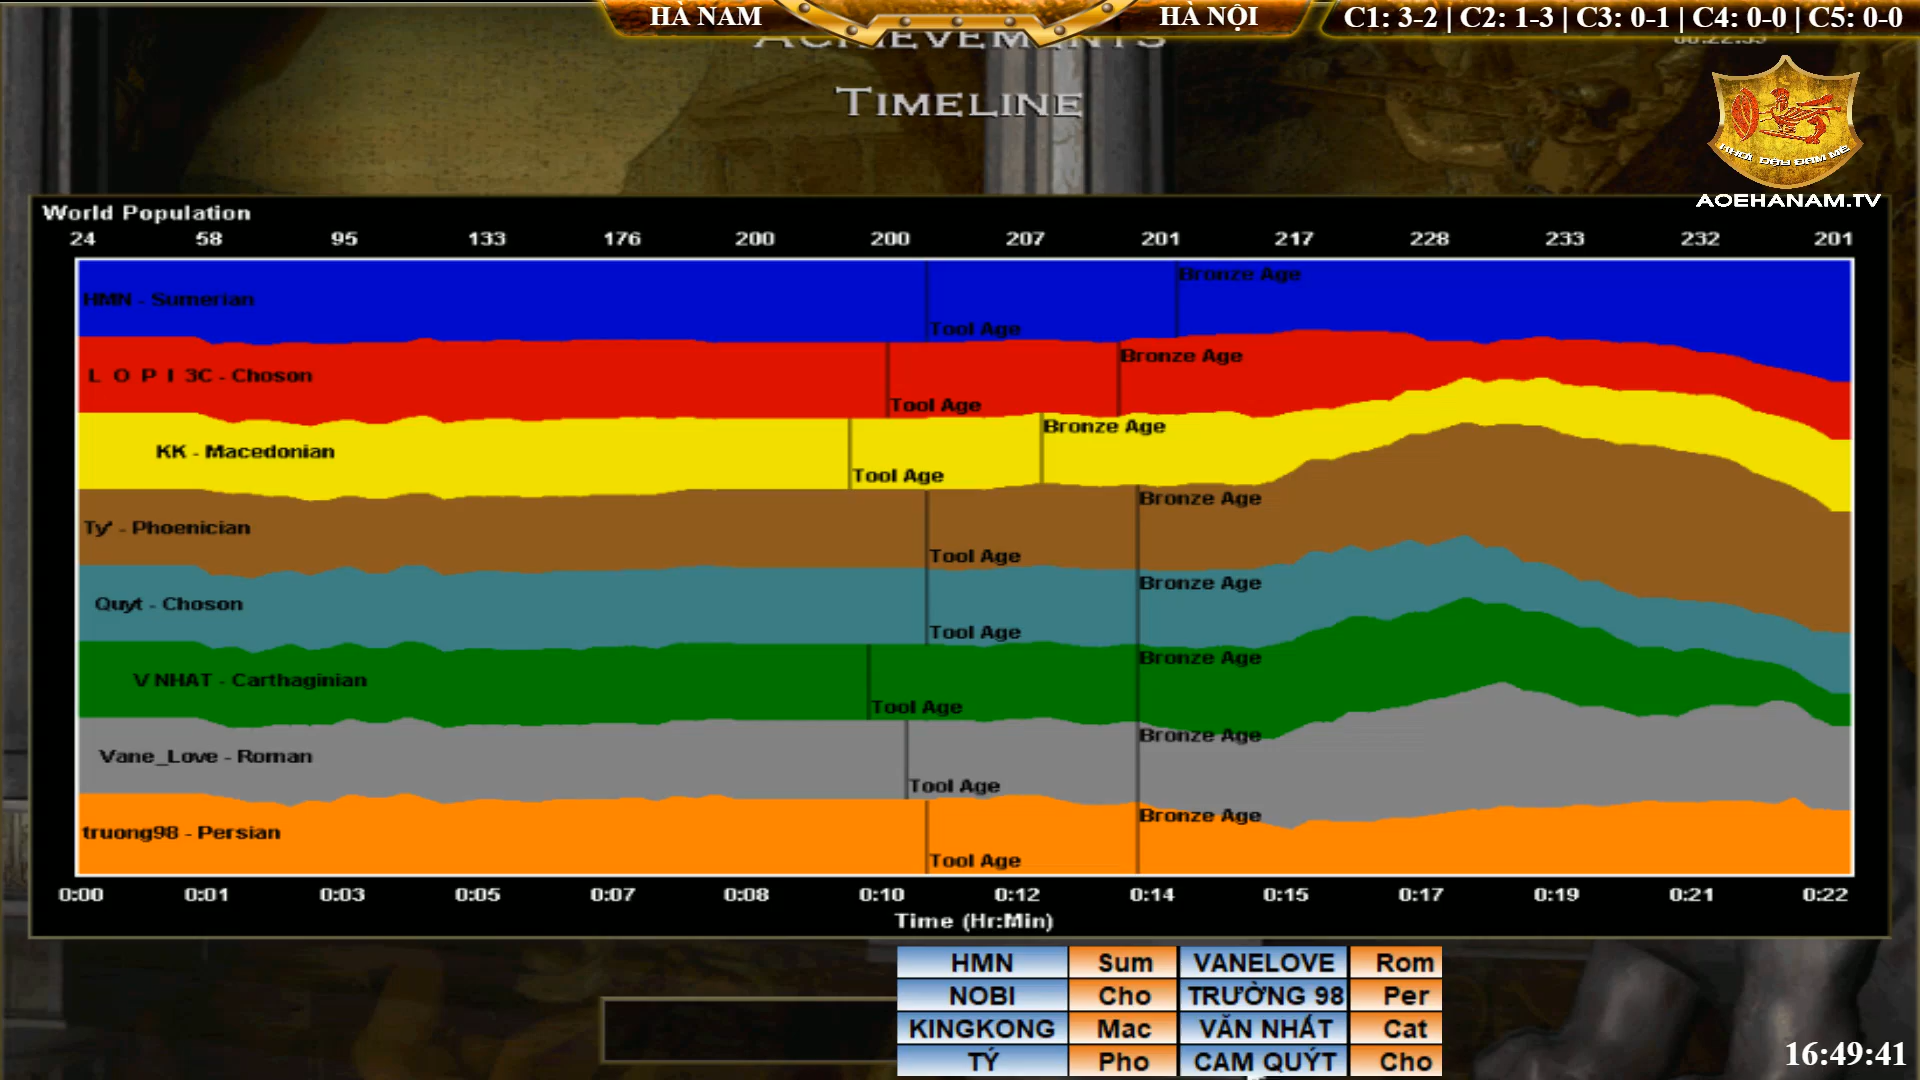 HÀ NAM
HÀ NỘI
C1: 3-2 | C2: 1-3 | C3: 0-1 | C4: 0-0 | C5: 0-0
ACHIEVEMENTS
TIMELINE
KHƠI DẬY ĐAM MÊ
AOEHANAM.TV
World Population
24 58 95 133 176 200 200 207 201 217 228 233 232 201
Bronze Age
HMN - Sumerian
Tool Age
Bronze Age
L O P I 3C - Choson
Tool Age
Bronze Age
KK - Macedonian
Tool Age
Bronze Age
Ty' - Phoenician
Tool Age
Bronze Age
Quyt - Choson
Tool Age
Bronze Age
V NHAT - Carthaginian
Tool Age
Bronze Age
Vane_Love - Roman
Tool Age
Bronze Age
truong98 - Persian
Tool Age
0:00 0:01 0:03 0:05 0:07 0:08 0:10 0:12 0:14 0:15 0:17 0:19 0:21 0:22
Time (Hr:Min)
HMN Sum VANELOVE Rom
NOBI Cho TRƯỜNG 98 Per
KINGKONG Mac VĂN NHẤT Cat
TÝ Pho CAM QUÝT Cho
16:49:41